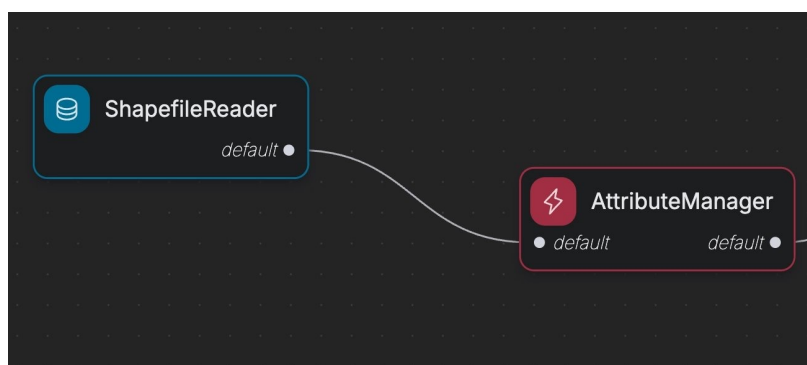 ShapefileReader
default
AttributeManager
default default